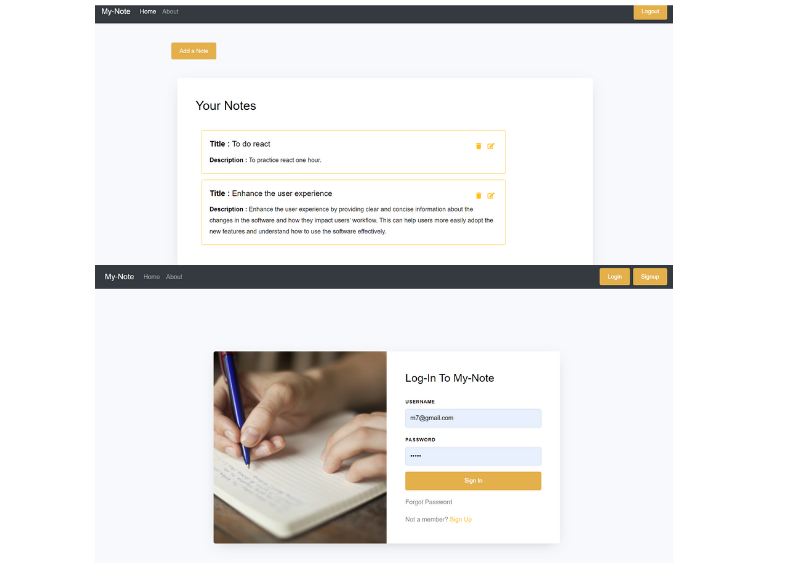 My-Note Home About Logout
Add a Note
Your Notes
Title : To do react
Description : To practice react one hour.
Title : Enhance the user experience
Description : Enhance the user experience by providing clear and concise information about the
changes in the software and how they impact users' workflow. This can help users more easily adopt the
new features and understand how to use the software effectively.
My-Note Home About Login Signup
Log-In To My-Note
USERNAME
m7@gmail.com
PASSWORD
•••••
Sign In
Forgot Password
Not a member? Sign Up